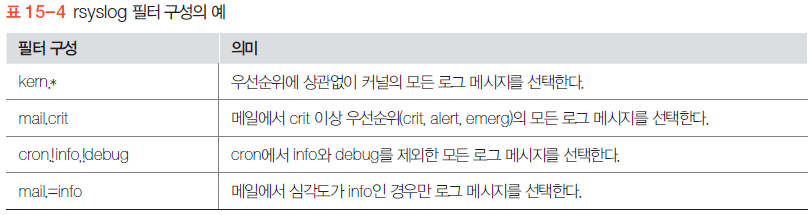 표 15-4 rsyslog 필터 구성의 예
필터 구성 의미
kern.* 우선순위에 상관없이 커널의 모든 로그 메시지를 선택한다.
mail.crit 메일에서 crit 이상 우선순위(crit, alert, emerg)의 모든 로그 메시지를 선택한다.
cron.!info,!debug cron에서 info와 debug를 제외한 모든 로그 메시지를 선택한다.
mail.=info 메일에서 심각도가 info인 경우만 로그 메시지를 선택한다.